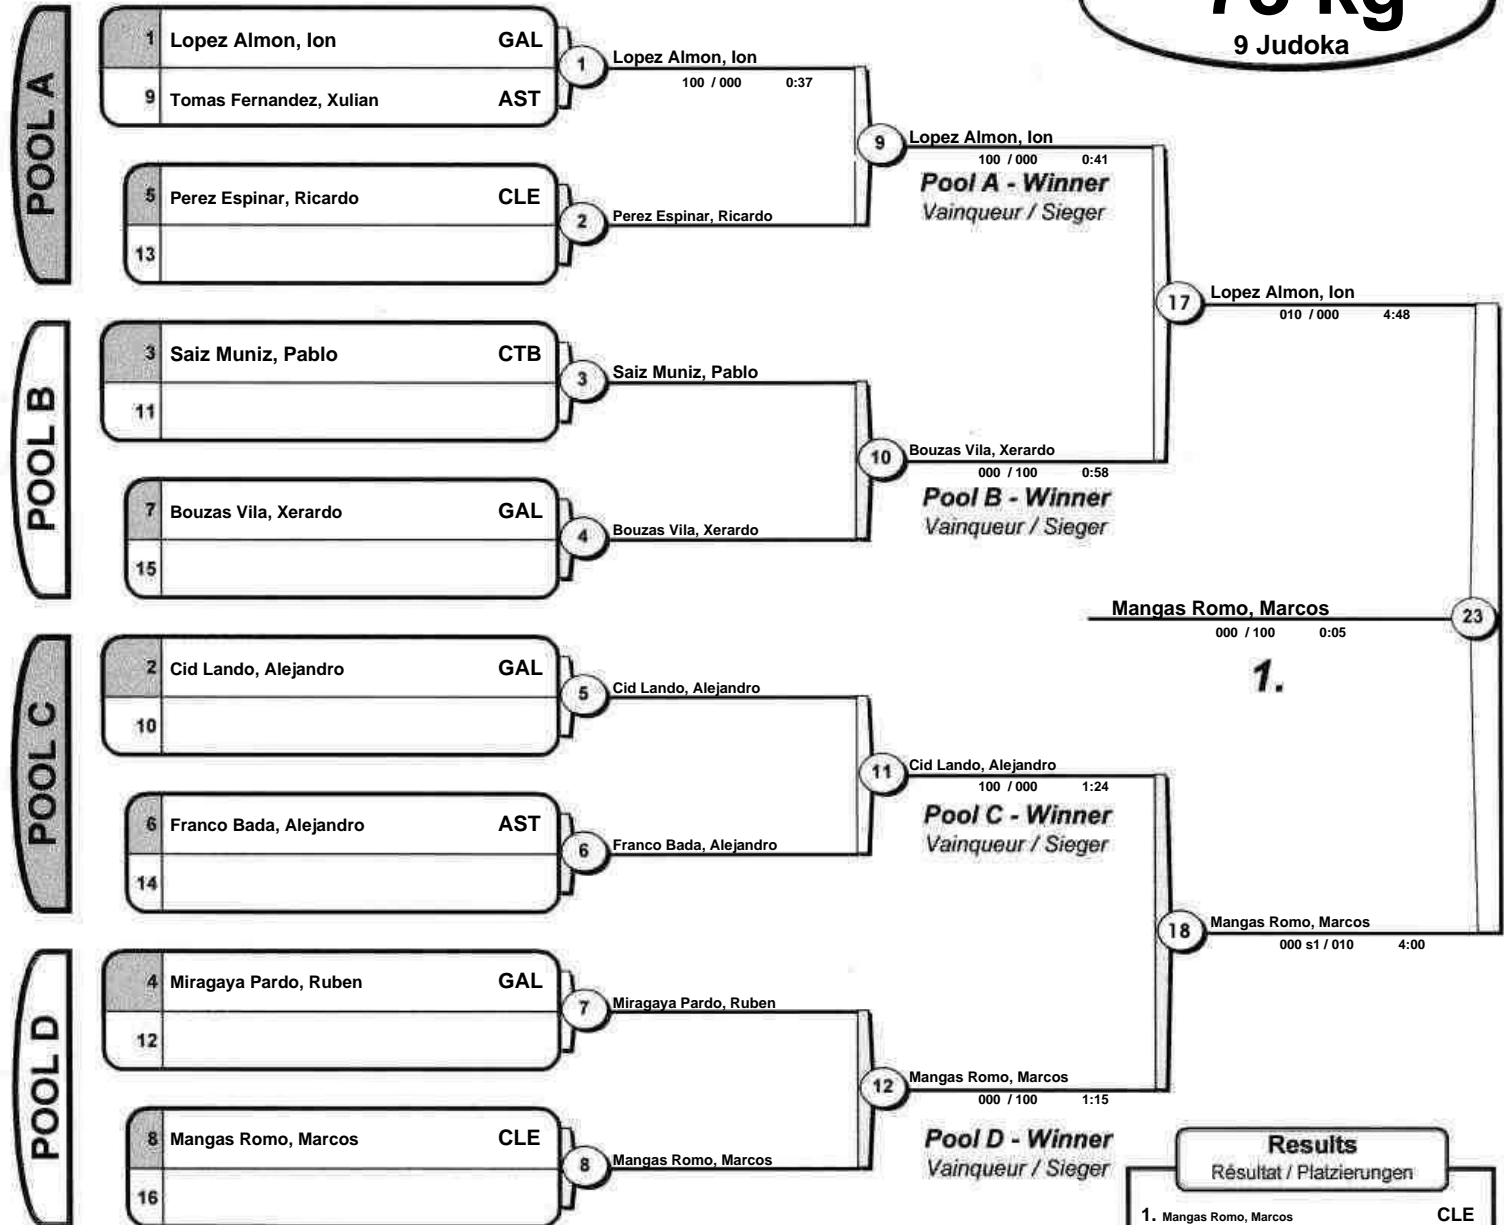 73 kg
9 Judoka
POOL A
1 Lopez Almon, Ion GAL
9 Tomas Fernandez, Xulian AST
1 Lopez Almon, Ion
100 / 000 0:37
5 Perez Espinar, Ricardo CLE
13
2 Perez Espinar, Ricardo
9 Lopez Almon, Ion
100 / 000 0:41
Pool A - Winner
Vainqueur / Sieger
POOL B
3 Saiz Muniz, Pablo CTB
11
3 Saiz Muniz, Pablo
7 Bouzas Vila, Xerardo GAL
15
4 Bouzas Vila, Xerardo
10 Bouzas Vila, Xerardo
000 / 100 0:58
Pool B - Winner
Vainqueur / Sieger
17 Lopez Almon, Ion
010 / 000 4:48
Mangas Romo, Marcos 23
000 / 100 0:05
1.
POOL C
2 Cid Lando, Alejandro GAL
10
5 Cid Lando, Alejandro
6 Franco Bada, Alejandro AST
14
6 Franco Bada, Alejandro
11 Cid Lando, Alejandro
100 / 000 1:24
Pool C - Winner
Vainqueur / Sieger
18 Mangas Romo, Marcos
000 s1 / 010 4:00
POOL D
4 Miragaya Pardo, Ruben GAL
12
7 Miragaya Pardo, Ruben
8 Mangas Romo, Marcos CLE
16
8 Mangas Romo, Marcos
12 Mangas Romo, Marcos
000 / 100 1:15
Pool D - Winner
Vainqueur / Sieger
Results
Résultat / Platzierungen
1. Mangas Romo, Marcos CLE